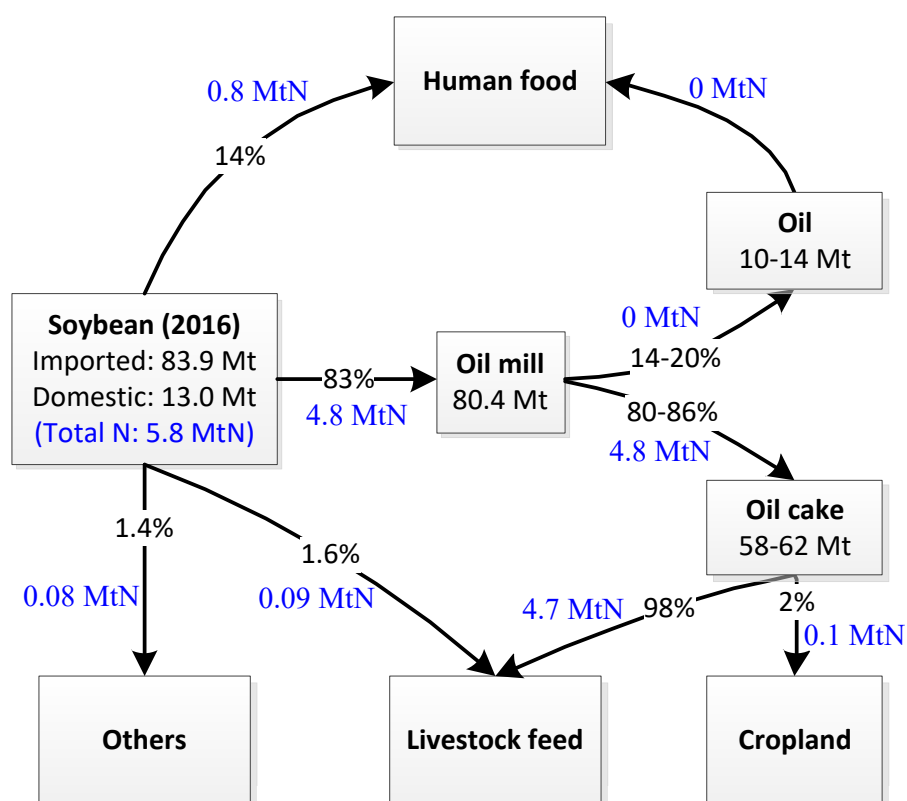 Human food
0.8 MtN
0 MtN
14%
Oil
10-14 Mt
Soybean (2016)
Imported: 83.9 Mt
Domestic: 13.0 Mt
(Total N: 5.8 MtN)
83%
4.8 MtN
Oil mill
80.4 Mt
0 MtN
14-20%
80-86%
4.8 MtN
Oil cake
58-62 Mt
1.4%
0.08 MtN
1.6%
0.09 MtN
4.7 MtN
98%
2%
0.1 MtN
Others
Livestock feed
Cropland